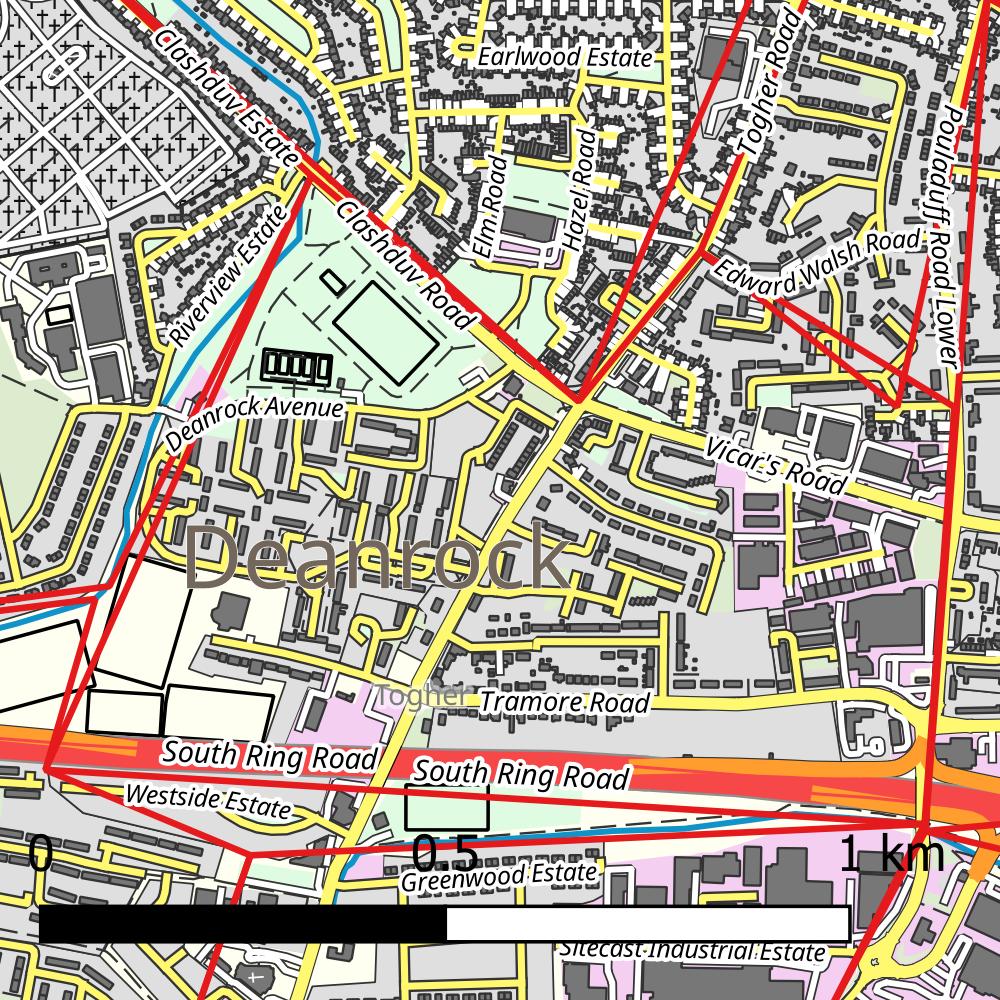 Earlwood Estate
Clashduv Estate
Togher Road
Pouladuff Road Lower
Elm Road
Hazel Road
Riverview Estate
Clashduv Road
Edward Walsh Road
Deanrock Avenue
Vicar's Road
Deanrock
Togher
Tramore Road
South Ring Road
South Ring Road
Westside Estate
0
0.5
1 km
Greenwood Estate
Sitecast Industrial Estate